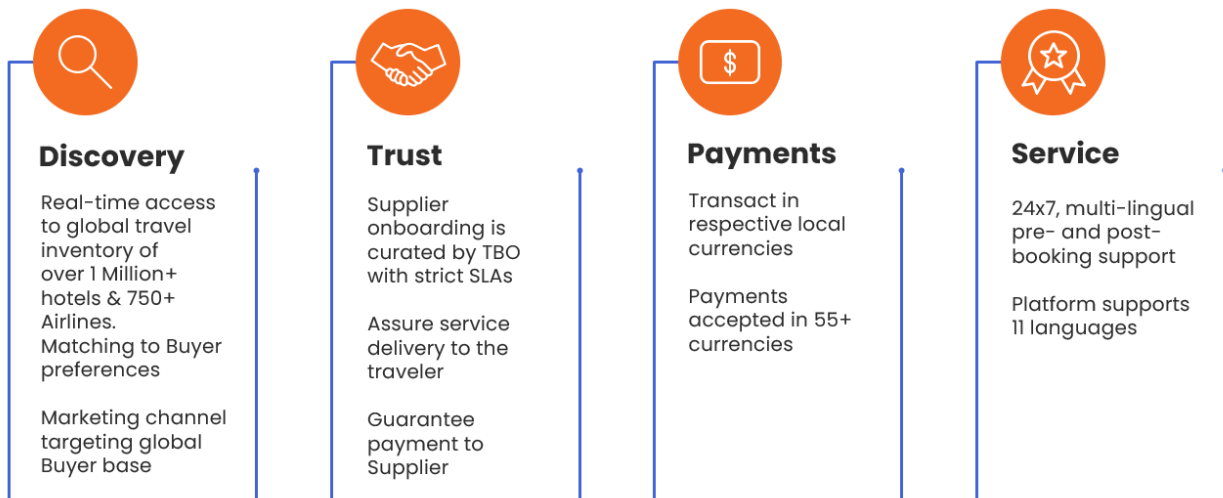 Discovery
Real-time access
to global travel
inventory of
over 1 Million+
hotels & 750+
Airlines.
Matching to Buyer
preferences
Marketing channel
targeting global
Buyer base
Trust
Supplier
onboarding is
curated by TBO
with strict SLAs
Assure service
delivery to the
traveler
Guarantee
payment to
Supplier
$
Payments
Transact in
respective local
currencies
Payments
accepted in 55+
currencies
Service
24x7, multi-lingual
pre- and post-
booking support
Platform supports
11 languages